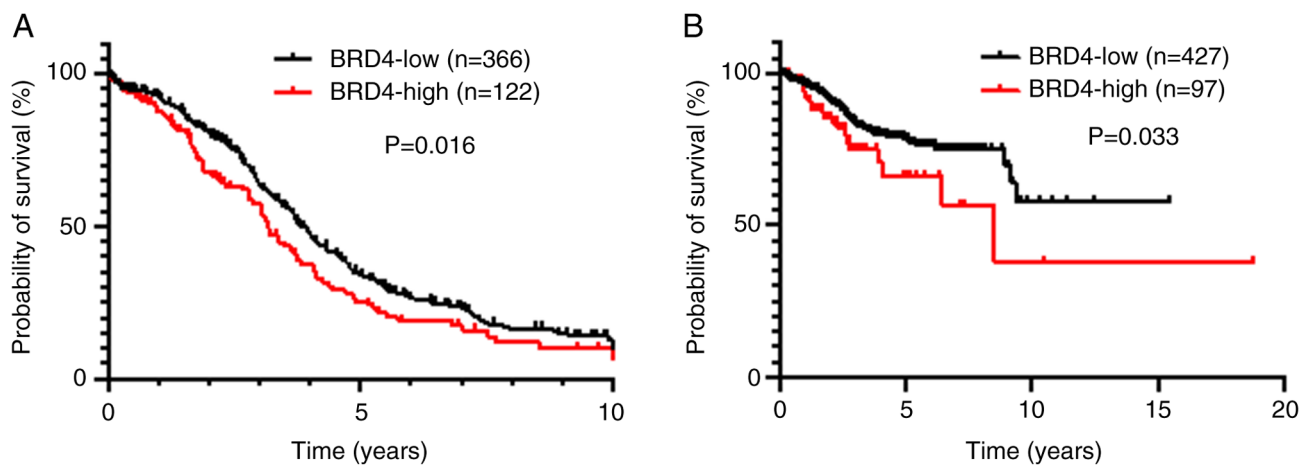 A
BRD4-low (n=366)
BRD4-high (n=122)
P=0.016
Probability of survival (%)
100
50
0
0 5 10
Time (years)
B
BRD4-low (n=427)
BRD4-high (n=97)
P=0.033
Probability of survival (%)
100
50
0
0 5 10 15 20
Time (years)